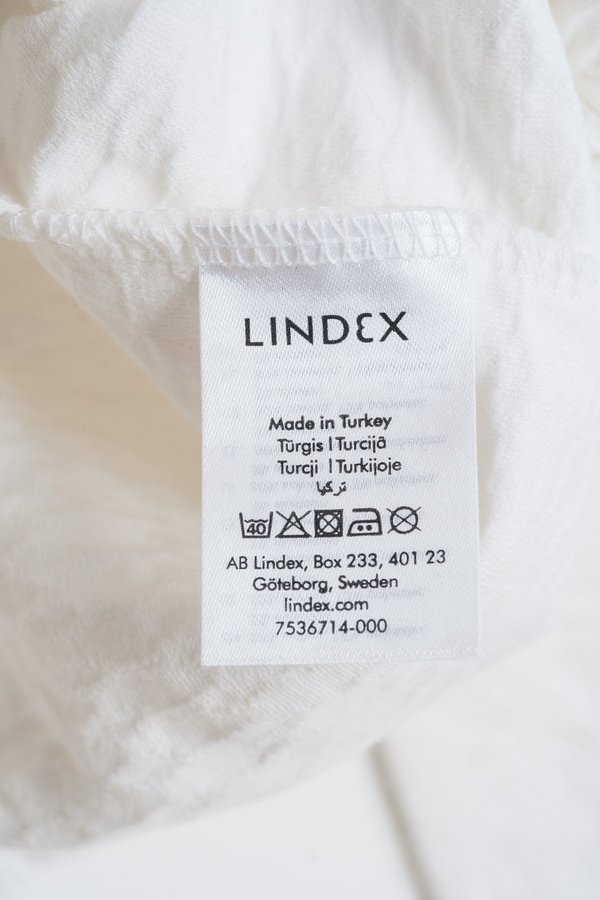 LINDEX
Made in Turkey
Türgis | Turcijā
Turcji | Turkijoje
تركيا
40
AB Lindex, Box 233, 401 23
Göteborg, Sweden
lindex.com
7536714-000